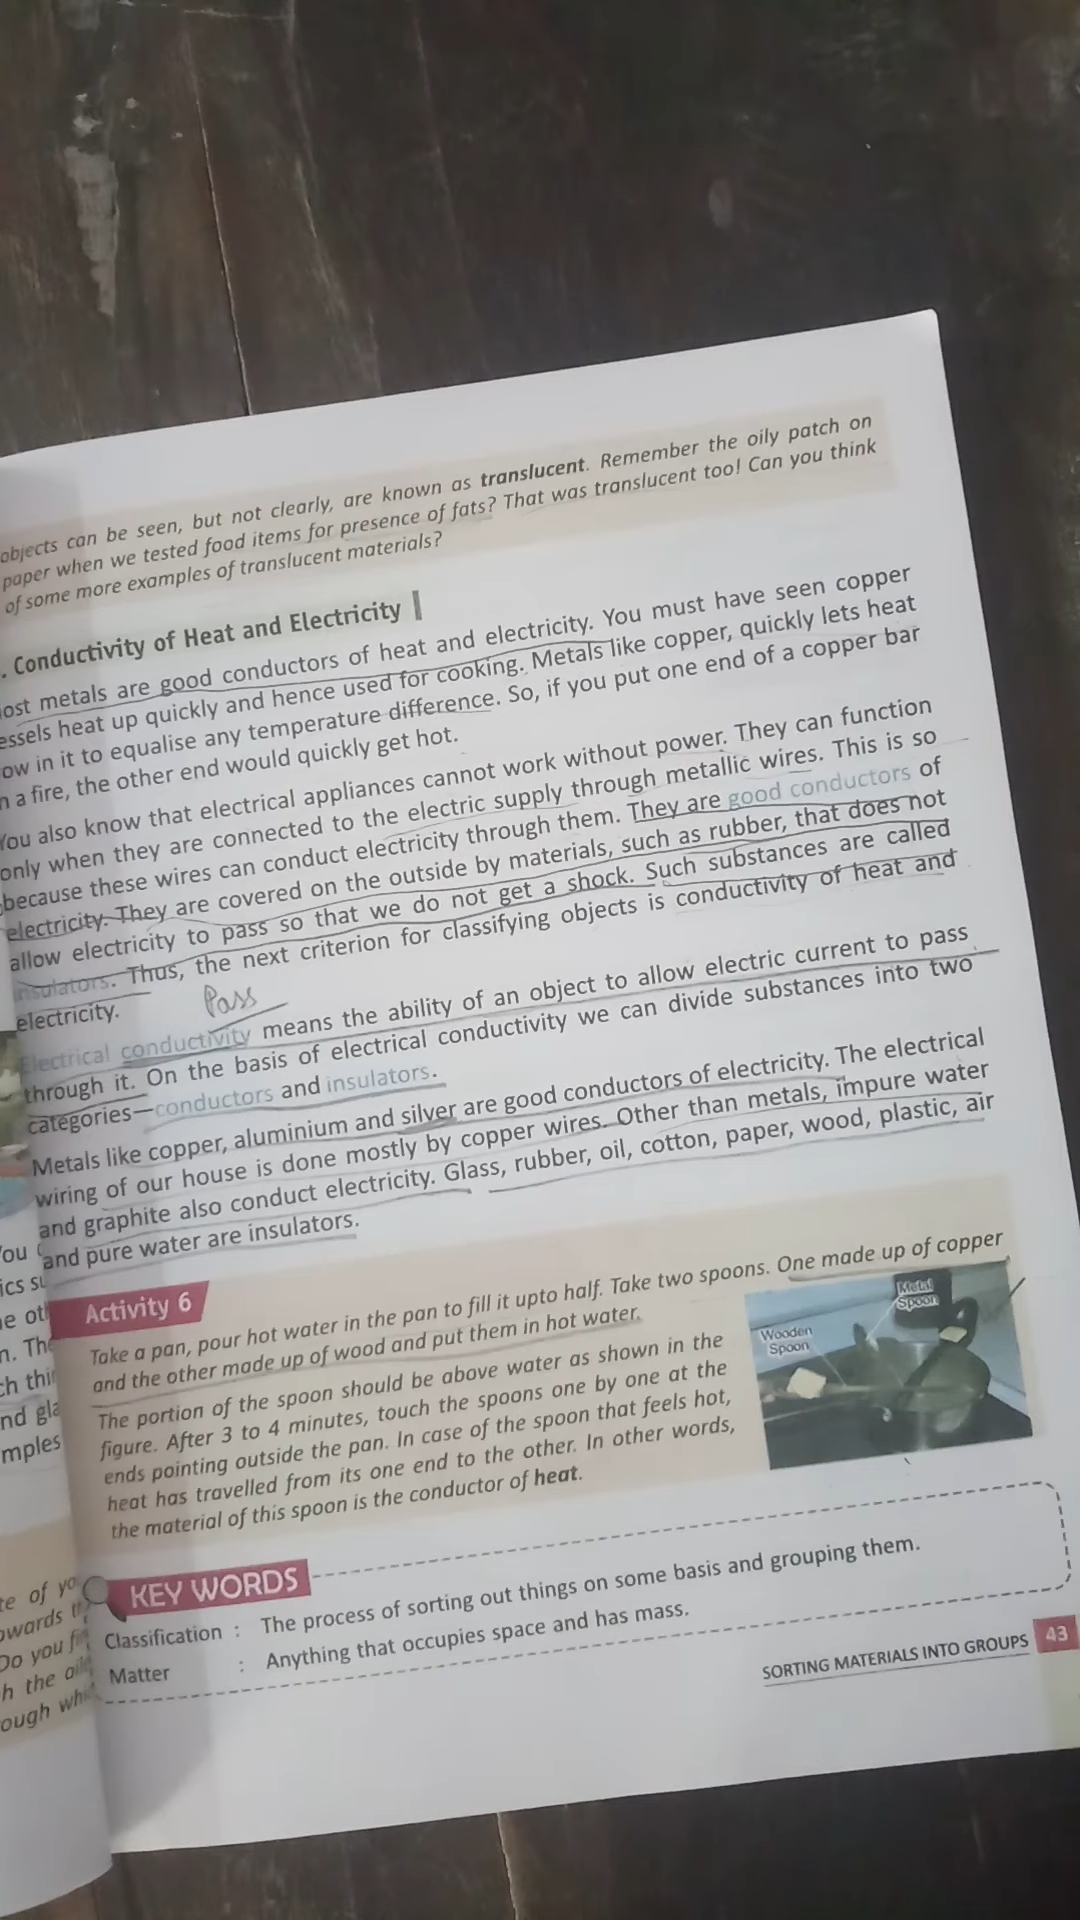 objects can be seen, but not clearly, are known as translucent. Remember the oily patch on
paper when we tested food items for presence of fats? That was translucent too! Can you think
of some more examples of translucent materials?
. Conductivity of Heat and Electricity
ost metals are good conductors of heat and electricity. You must have seen copper
essels heat up quickly and hence used for cooking. Metals like copper, quickly lets heat
ow in it to equalise any temperature difference. So, if you put one end of a copper bar
n a fire, the other end would quickly get hot.
You also know that electrical appliances cannot work without power. They can function
only when they are connected to the electric supply through metallic wires. This is so
because these wires can conduct electricity through them. They are good conductors of
electricity. They are covered on the outside by materials, such as rubber, that does not
allow electricity to pass so that we do not get a shock. Such substances are called
insulators. Thus, the next criterion for classifying objects is conductivity of heat and
electricity.
Pass
Electrical conductivity means the ability of an object to allow electric current to pass
through it. On the basis of electrical conductivity we can divide substances into two
categories—conductors and insulators.
Metals like copper, aluminium and silver are good conductors of electricity. The electrical
wiring of our house is done mostly by copper wires. Other than metals, impure water
and graphite also conduct electricity. Glass, rubber, oil, cotton, paper, wood, plastic, air
and pure water are insulators.
Activity 6
Take a pan, pour hot water in the pan to fill it upto half. Take two spoons. One made up of copper
and the other made up of wood and put them in hot water.
The portion of the spoon should be above water as shown in the
figure. After 3 to 4 minutes, touch the spoons one by one at the
ends pointing outside the pan. In case of the spoon that feels hot,
heat has travelled from its one end to the other. In other words,
the material of this spoon is the conductor of heat.
Metal
Spoon
Wooden
Spoon
KEY WORDS
Classification : The process of sorting out things on some basis and grouping them.
Matter : Anything that occupies space and has mass.
SORTING MATERIALS INTO GROUPS 43